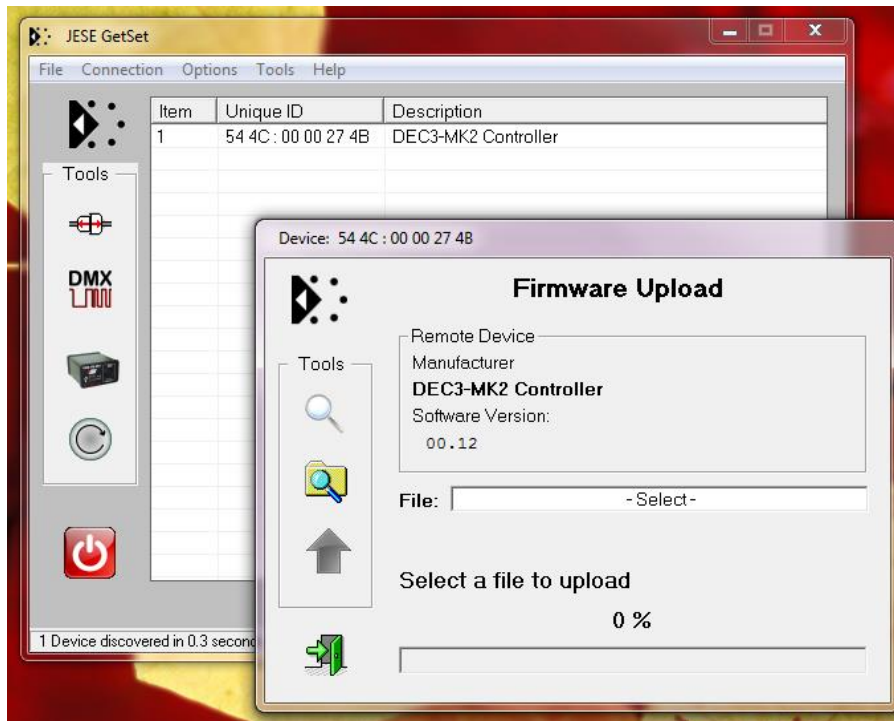 JESE GetSet
File Connection Options Tools Help
Item Unique ID Description
1 54 4C : 00 00 27 4B DEC3-MK2 Controller
Tools
DMX
1 Device discovered in 0.3
Device: 54 4C : 00 00 27 4B
Firmware Upload
Tools
Remote Device
Manufacturer
DEC3-MK2 Controller
Software Version:
00.12
File: - Select -
Select a file to upload
0 %